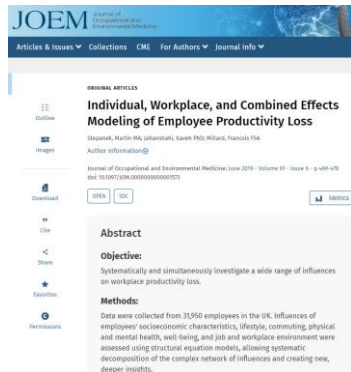 JOEM Journal of
Occupational and
Environmental Medicine
Articles & Issues Collections CME For Authors Journal Info
ORIGINAL ARTICLES
Individual, Workplace, and Combined Effects
Modeling of Employee Productivity Loss
Stepanek, Martin MA; Jahanshahi, Kaveh PhD; Millard, Francois FSA
Author Information
Journal of Occupational and Environmental Medicine: June 2019 - Volume 61 - Issue 6 - p 469-478
doi: 10.1097/JOM.0000000000001573
OPEN
SDC
Metrics
Outline
Images
Download
Cite
Share
Favorites
Permissions
Abstract
Objective:
Systematically and simultaneously investigate a wide range of influences
on workplace productivity loss.
Methods:
Data were collected from 31,950 employees in the UK. Influences of
employees' socioeconomic characteristics, lifestyle, commuting, physical
and mental health, well-being, and job and workplace environment were
assessed using structural equation models, allowing systematic
decomposition of the complex network of influences and creating new,
deeper insights.